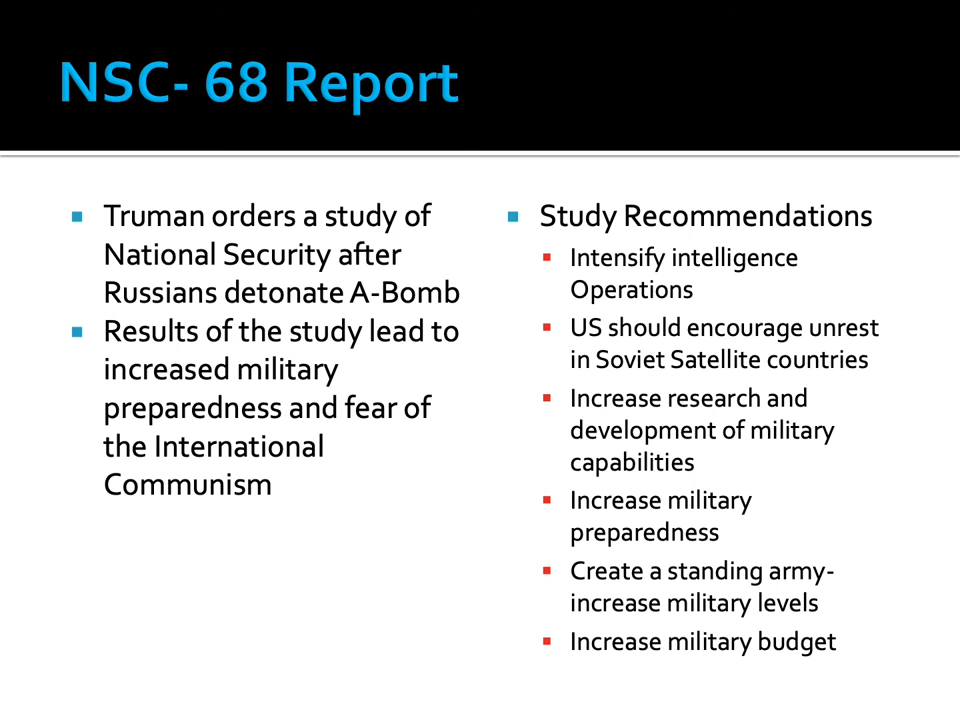 NSC- 68 Report
Truman orders a study of
National Security after
Russians detonate A-Bomb
Results of the study lead to
increased military
preparedness and fear of
the International
Communism
Study Recommendations
Intensify intelligence
Operations
US should encourage unrest
in Soviet Satellite countries
Increase research and
development of military
capabilities
Increase military
preparedness
Create a standing army-
increase military levels
Increase military budget